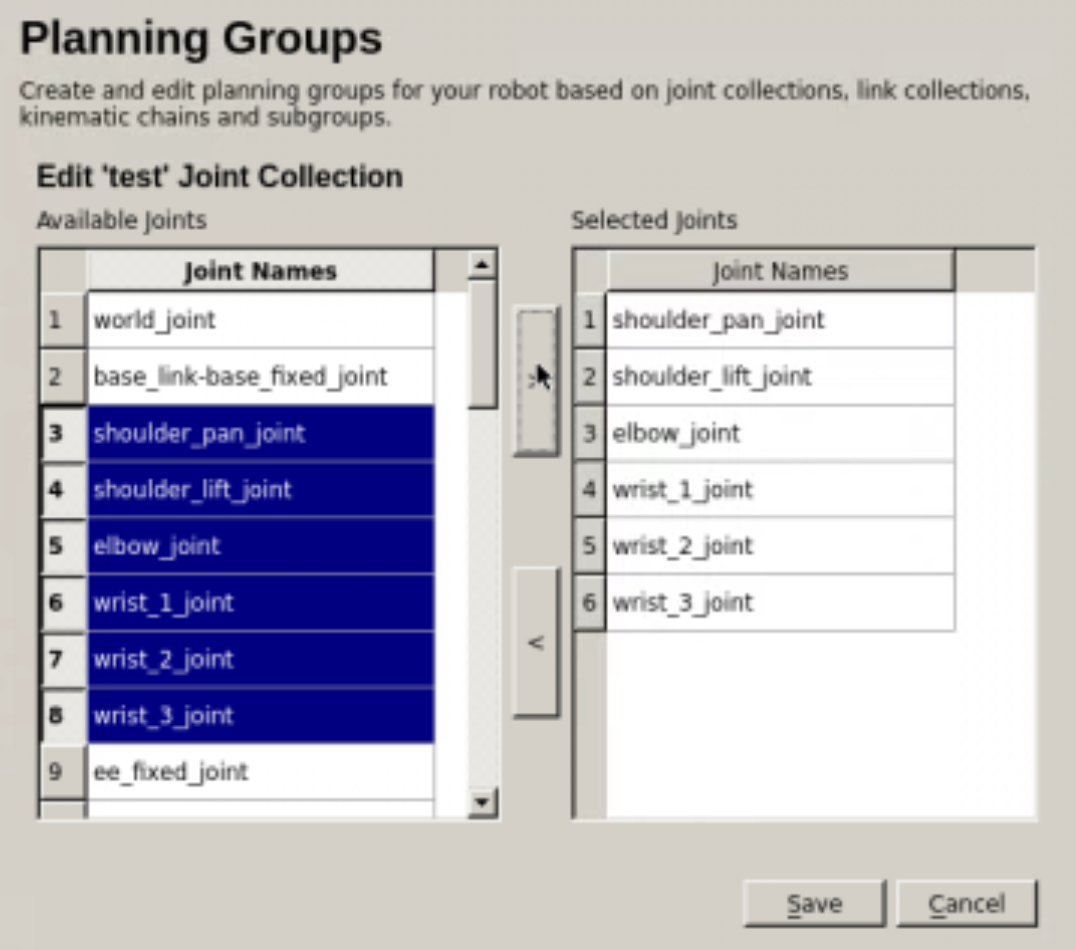 Planning Groups
Create and edit planning groups for your robot based on joint collections, link collections,
kinematic chains and subgroups.
Edit 'test' Joint Collection
Available Joints
Joint Names
1 world_joint
2 base_link-base_fixed_joint
3 shoulder_pan_joint
4 shoulder_lift_joint
5 elbow_joint
6 wrist_1_joint
7 wrist_2_joint
8 wrist_3_joint
9 ee_fixed_joint
<
Selected Joints
Joint Names
1 shoulder_pan_joint
2 shoulder_lift_joint
3 elbow_joint
4 wrist_1_joint
5 wrist_2_joint
6 wrist_3_joint
Save
Cancel